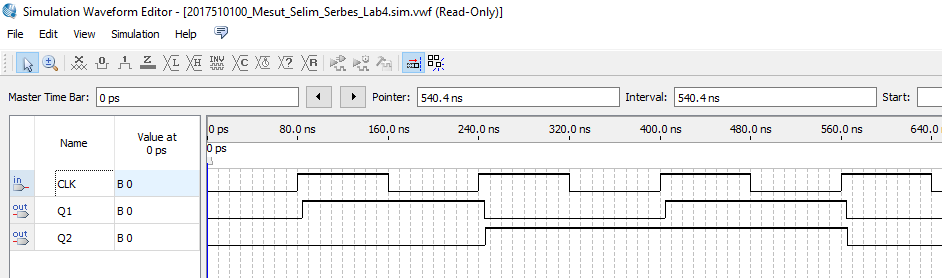 Simulation Waveform Editor - [2017510100_Mesut_Selim_Serbes_Lab4.sim.vwf (Read-Only)]
File Edit View Simulation Help
Master Time Bar: 0 ps Pointer: 540.4 ns Interval: 540.4 ns Start:
Name Value at 0 ps 0 ps 80.0 ns 160.0 ns 240.0 ns 320.0 ns 400.0 ns 480.0 ns 560.0 ns 640.0
0 ps
in CLK B 0
out Q1 B 0
out Q2 B 0